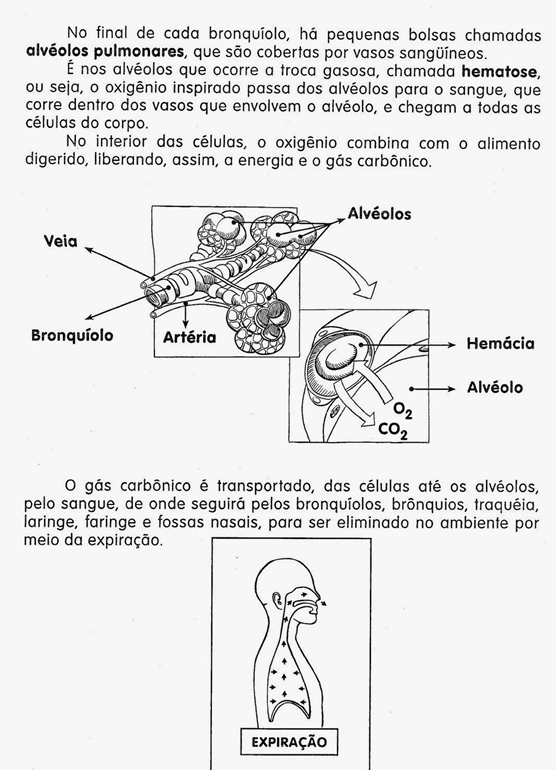 No final de cada bronquíolo, há pequenas bolsas chamadas
alvéolos pulmonares, que são cobertas por vasos sangüíneos.
É nos alvéolos que ocorre a troca gasosa, chamada hematose,
ou seja, o oxigênio inspirado passa dos alvéolos para o sangue, que
corre dentro dos vasos que envolvem o alvéolo, e chegam a todas as
células do corpo.
No interior das células, o oxigênio combina com o alimento
digerido, liberando, assim, a energia e o gás carbônico.
Alvéolos
Veia
Bronquíolo
Artéria
Hemácia
Alvéolo
O2
CO2
O gás carbônico é transportado, das células até os alvéolos,
pelo sangue, de onde seguirá pelos bronquíolos, brônquios, traquéia,
laringe, faringe e fossas nasais, para ser eliminado no ambiente por
meio da expiração.
EXPIRAÇÃO